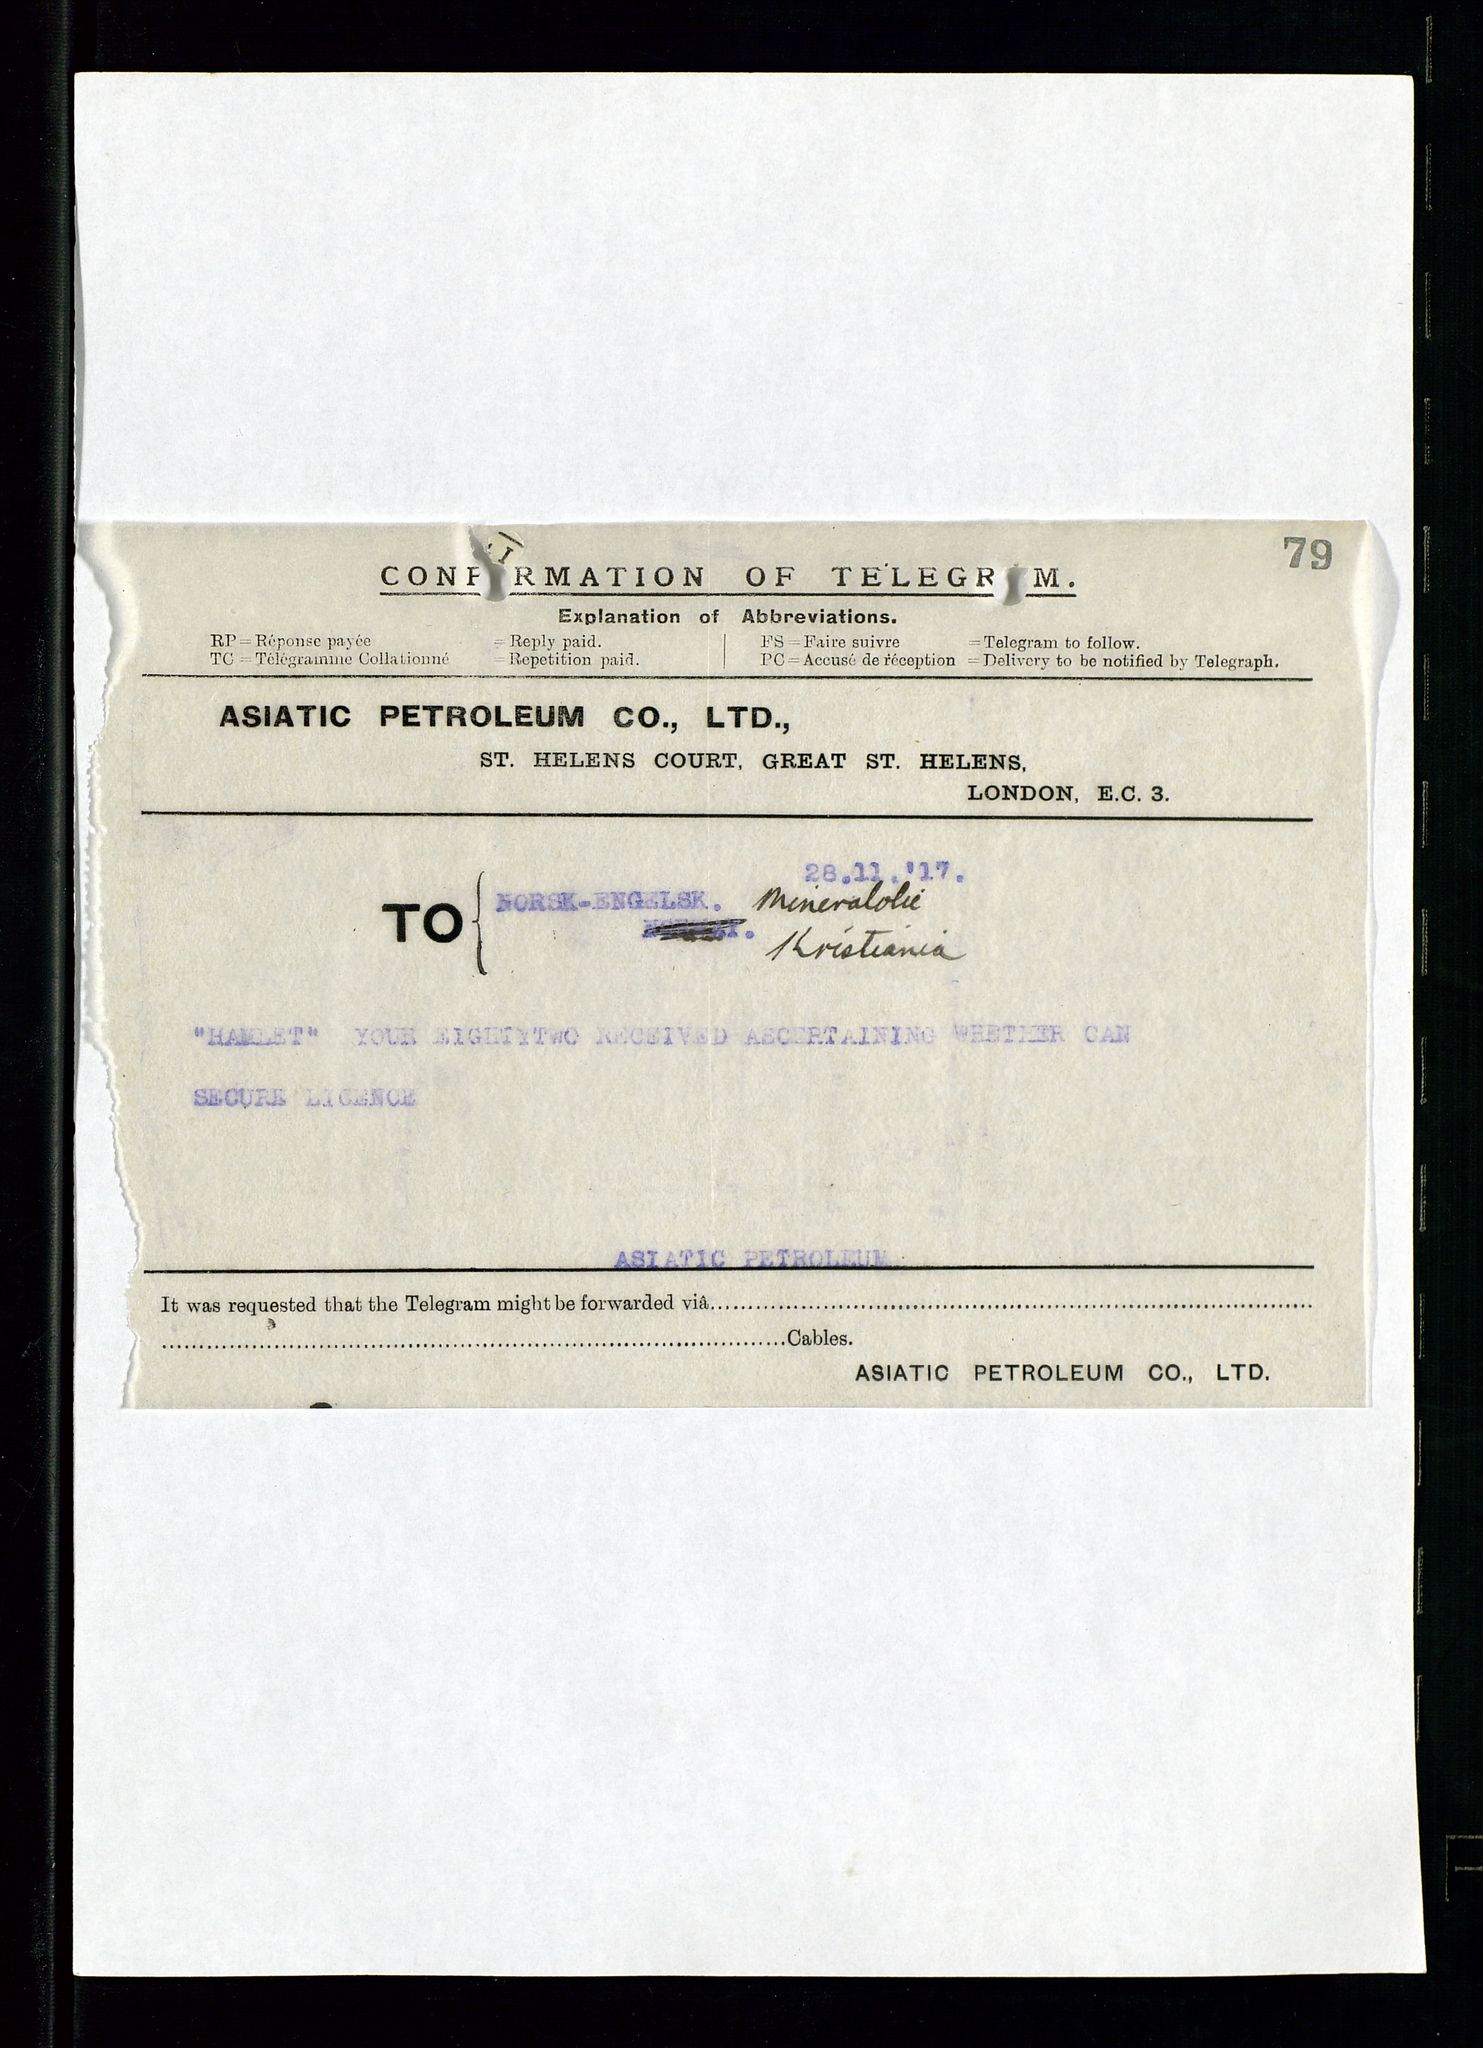 79
CONFIRMATION OF TELEGRAM.
Explanation of Abbreviations.
RP = Réponse payée = Reply paid. FS = Faire suivre = Telegram to follow.
TC = Télégramme Collationné = Repetition paid. PC = Accusé de réception = Delivery to be notified by Telegraph.
ASIATIC PETROLEUM CO., LTD.,
ST. HELENS COURT, GREAT ST. HELENS,
LONDON, E.C. 3.
28.11.'17.
TO NORSK-ENGELSK. Mineralolie
Kristiania
"HAMLET" YOUR EIGHTYTWO RECEIVED ASCERTAINING WHETHER CAN
SECURE LICENCE
ASIATIC PETROLEUM
It was requested that the Telegram might be forwarded viâ
Cables.
ASIATIC PETROLEUM CO., LTD.